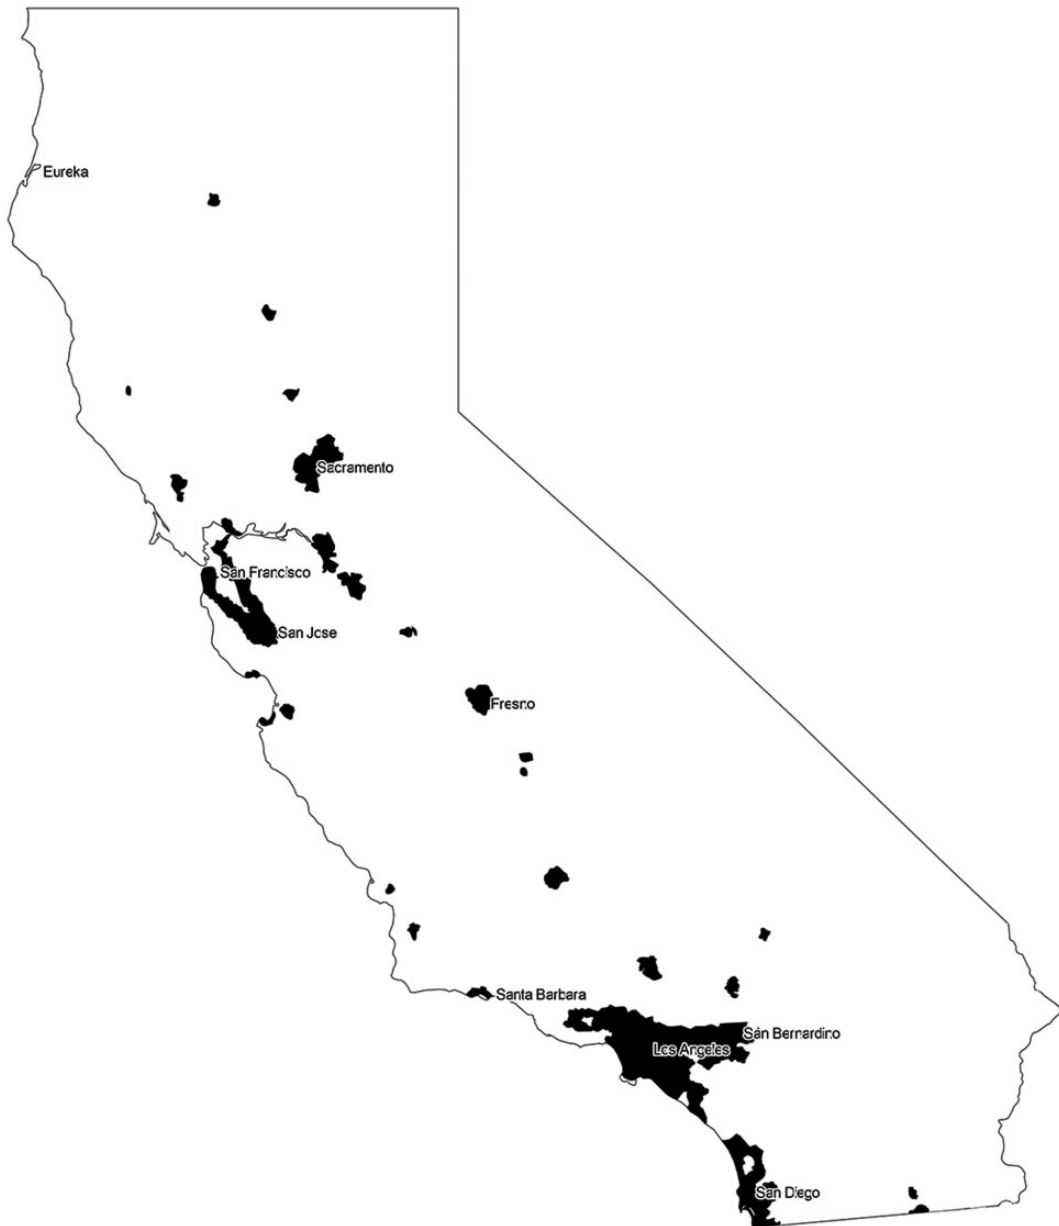 Eureka
Sacramento
San Francisco
San Jose
Fresno
Santa Barbara
San Bernardino
Los Angeles
San Diego